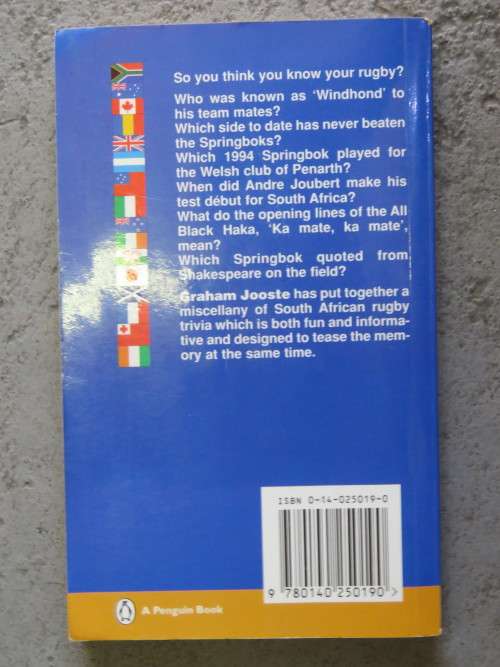 So you think you know your rugby?
Who was known as ‘Windhond’ to
his team mates?
Which side to date has never beaten
the Springboks?
Which 1994 Springbok played for
the Welsh club of Penarth?
When did Andre Joubert make his
test début for South Africa?
What do the opening lines of the All
Black Haka, ‘Ka mate, ka mate’,
mean?
Which Springbok quoted from
Shakespeare on the field?
Graham Jooste has put together a
miscellany of South African rugby
trivia which is both fun and informa-
tive and designed to tease the mem-
ory at the same time.
ISBN 0-14-025019-0
9 780140 250190 >
A Penguin Book